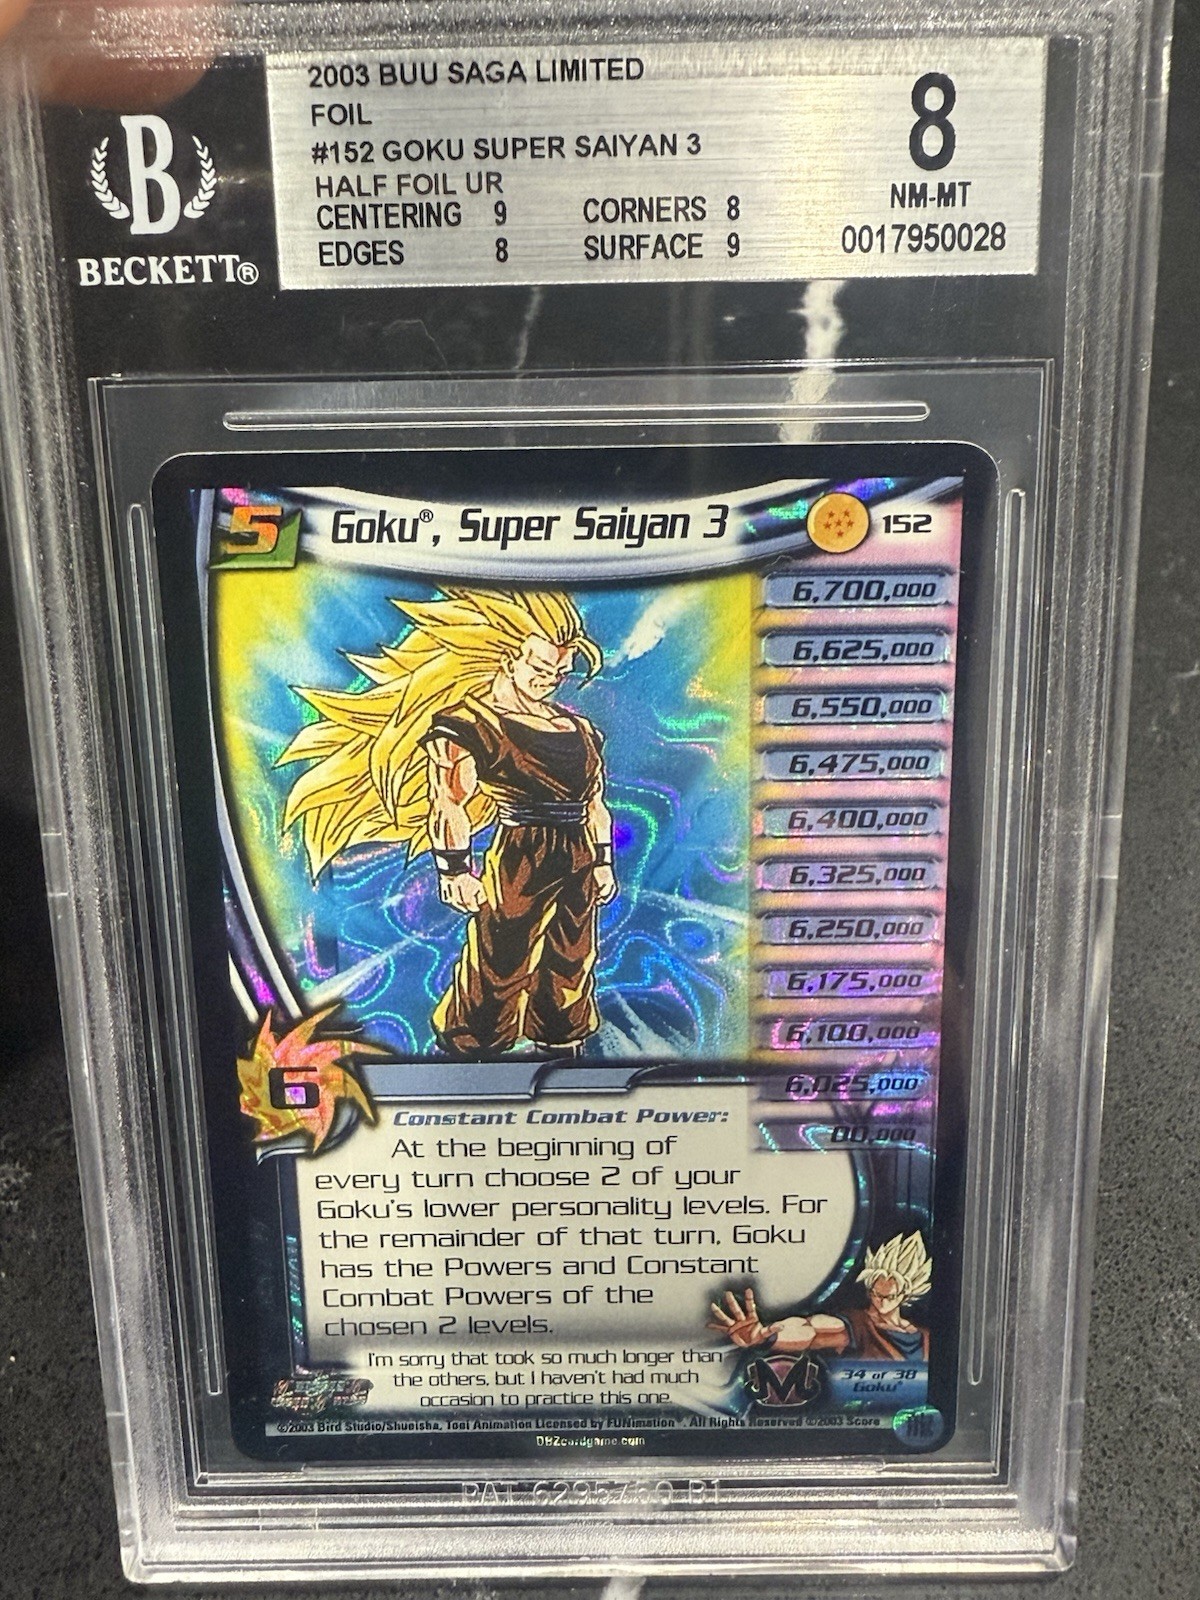 2003 BUU SAGA LIMITED
FOIL
#152 GOKU SUPER SAIYAN 3
HALF FOIL UR
CENTERING 9 CORNERS 8
EDGES 8 SURFACE 9
8
NM-MT
0017950028
B
BECKETT®
5 Goku®, Super Saiyan 3 152
6,700,000
6,625,000
6,550,000
6,475,000
6,400,000
6,325,000
6,250,000
6,175,000
6,100,000
6,025,000
00,000
6
Constant Combat Power:
At the beginning of
every turn choose 2 of your
Goku's lower personality levels. For
the remainder of that turn, Goku
has the Powers and Constant
Combat Powers of the
chosen 2 levels.
I'm sorry that took so much longer than
the others, but I haven't had much
occasion to practice this one.
M
34 of 38
Goku®
©2003 Bird Studio/Shueisha, Toei Animation Licensed by FUNimation®. All Rights Reserved ©2003 Score
DBZcardgame.com
PAT 6295750 B1